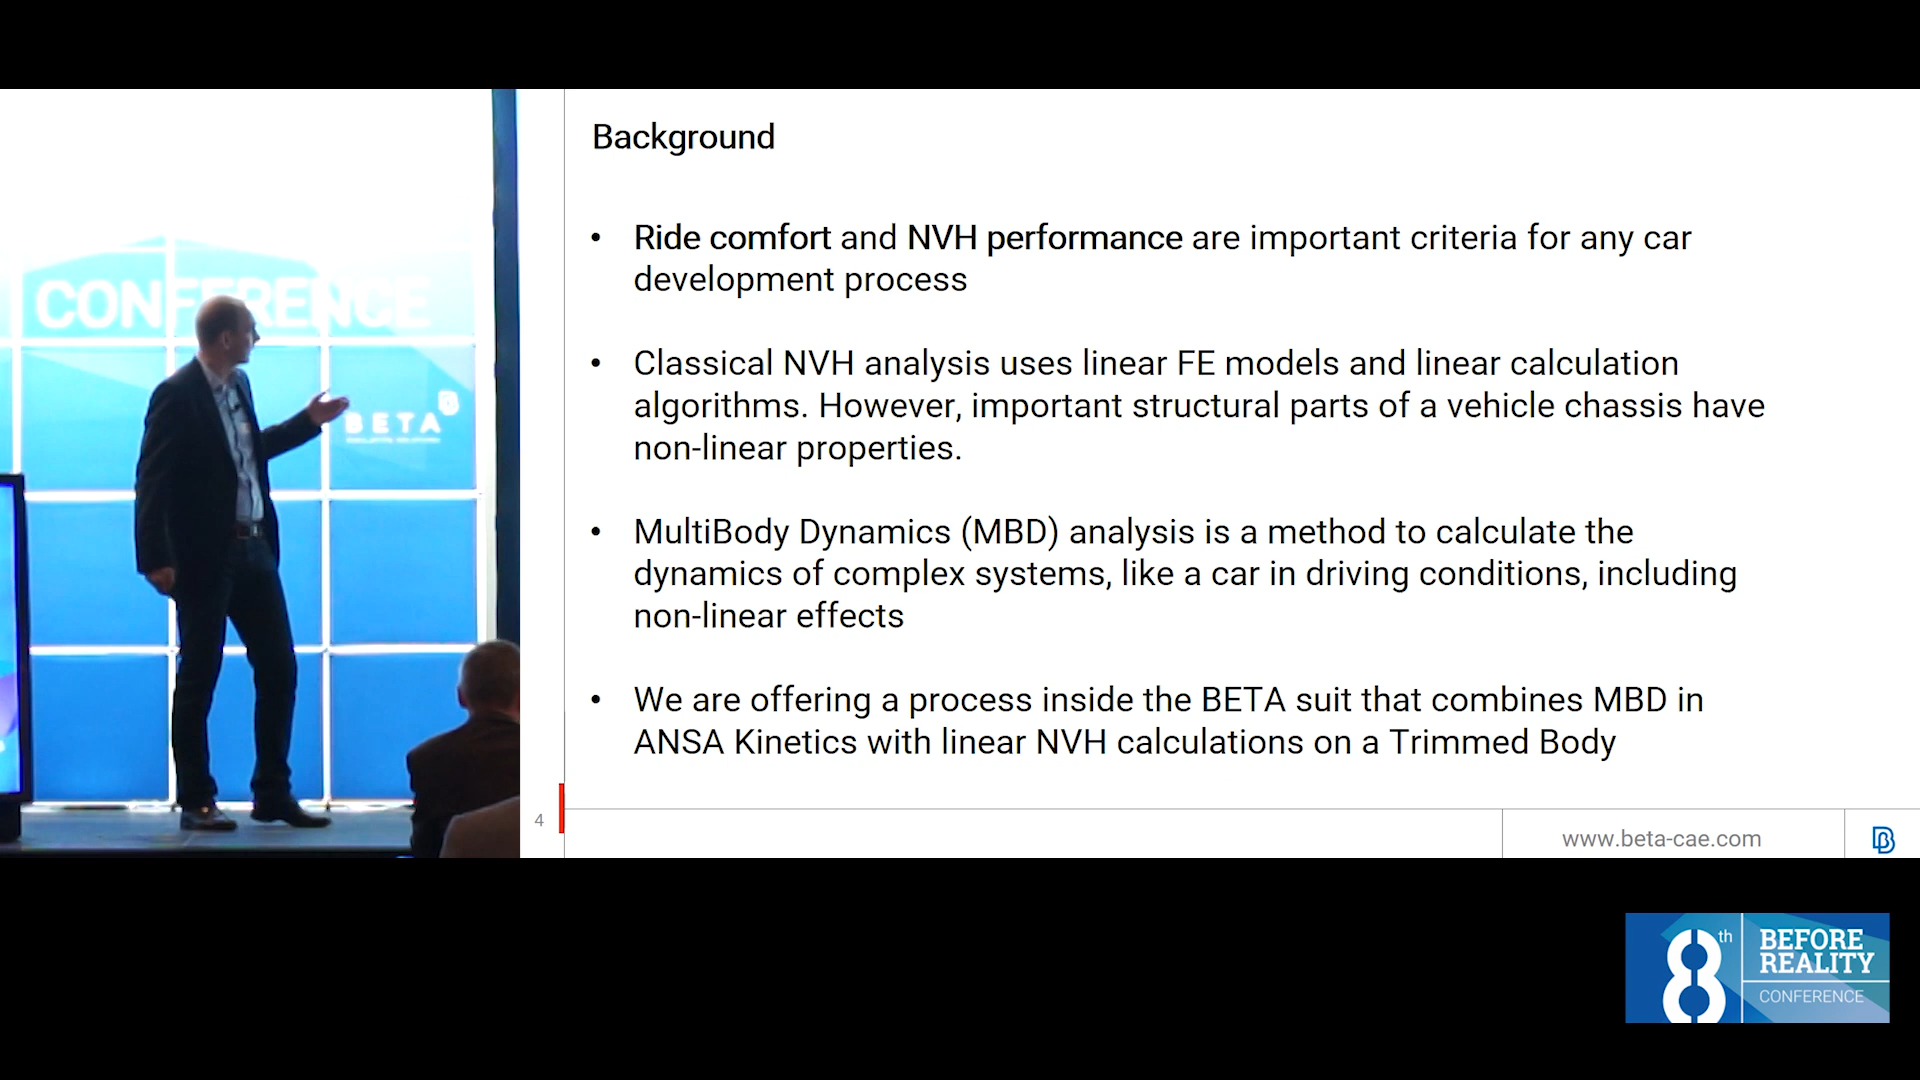 CONFERENCE
BETA
Background
• Ride comfort and NVH performance are important criteria for any car
development process
• Classical NVH analysis uses linear FE models and linear calculation
algorithms. However, important structural parts of a vehicle chassis have
non-linear properties.
• MultiBody Dynamics (MBD) analysis is a method to calculate the
dynamics of complex systems, like a car in driving conditions, including
non-linear effects
• We are offering a process inside the BETA suit that combines MBD in
ANSA Kinetics with linear NVH calculations on a Trimmed Body
4
www.beta-cae.com
8th
BEFORE
REALITY
CONFERENCE